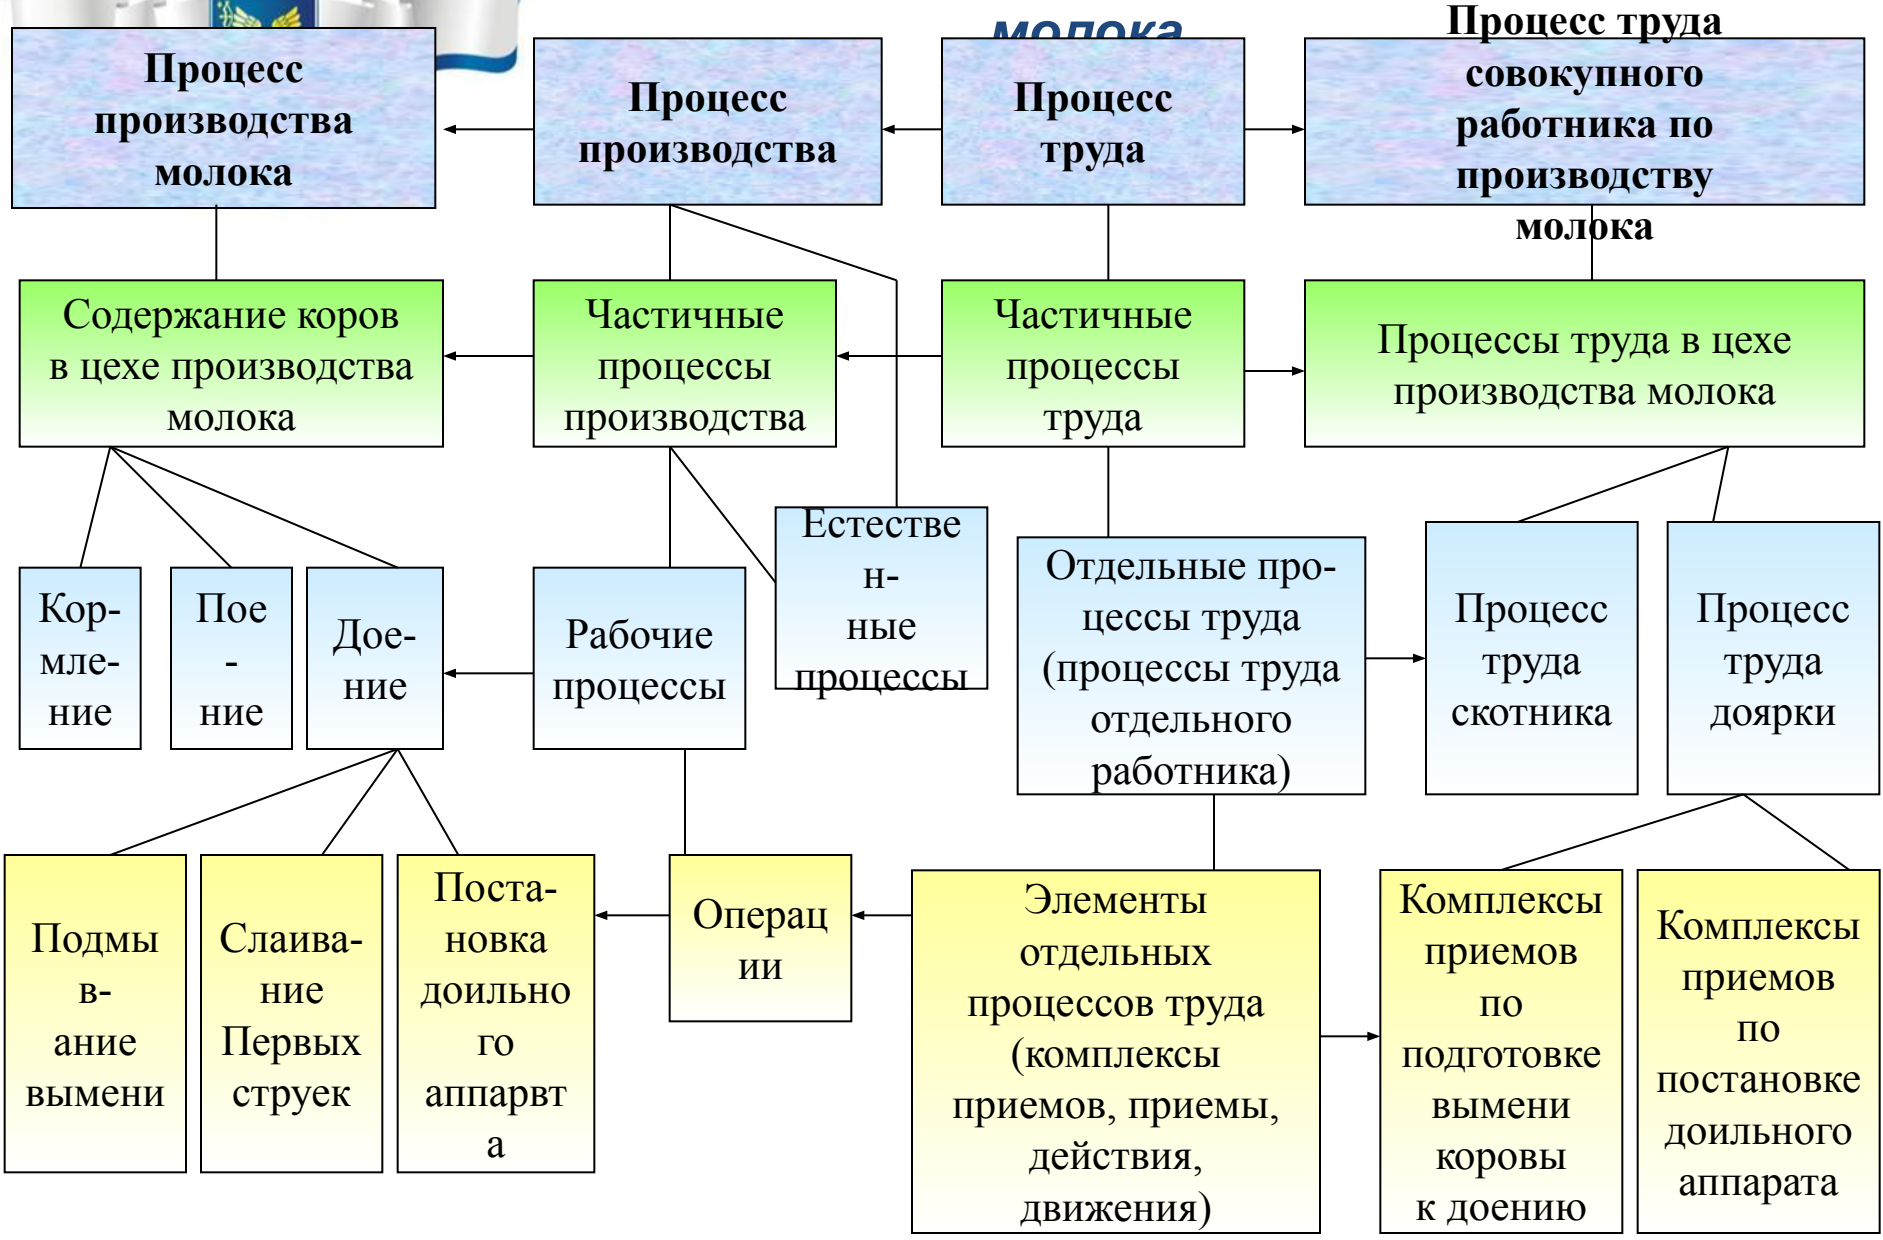 молока
Процесс
производства
молока
Процесс
производства
Процесс
труда
Процесс труда
совокупного
работника по
производству
молока
Содержание коров
в цехе производства
молока
Частичные
процессы
производства
Частичные
процессы
труда
Процессы труда в цехе
производства молока
Кор-
мле-
ние
Пое
-
ние
Дое-
ние
Рабочие
процессы
Естестве
н-
ные
процессы
Отдельные про-
цессы труда
(процессы труда
отдельного
работника)
Процесс
труда
скотника
Процесс
труда
доярки
Подмы
в-
ание
вымени
Слаива-
ние
Первых
струек
Поста-
новка
доильно
го
аппарвт
а
Операц
ии
Элементы
отдельных
процессов труда
(комплексы
приемов, приемы,
действия,
движения)
Комплексы
приемов
по
подготовке
вымени
коровы
к доению
Комплексы
приемов
по
постановке
доильного
аппарата